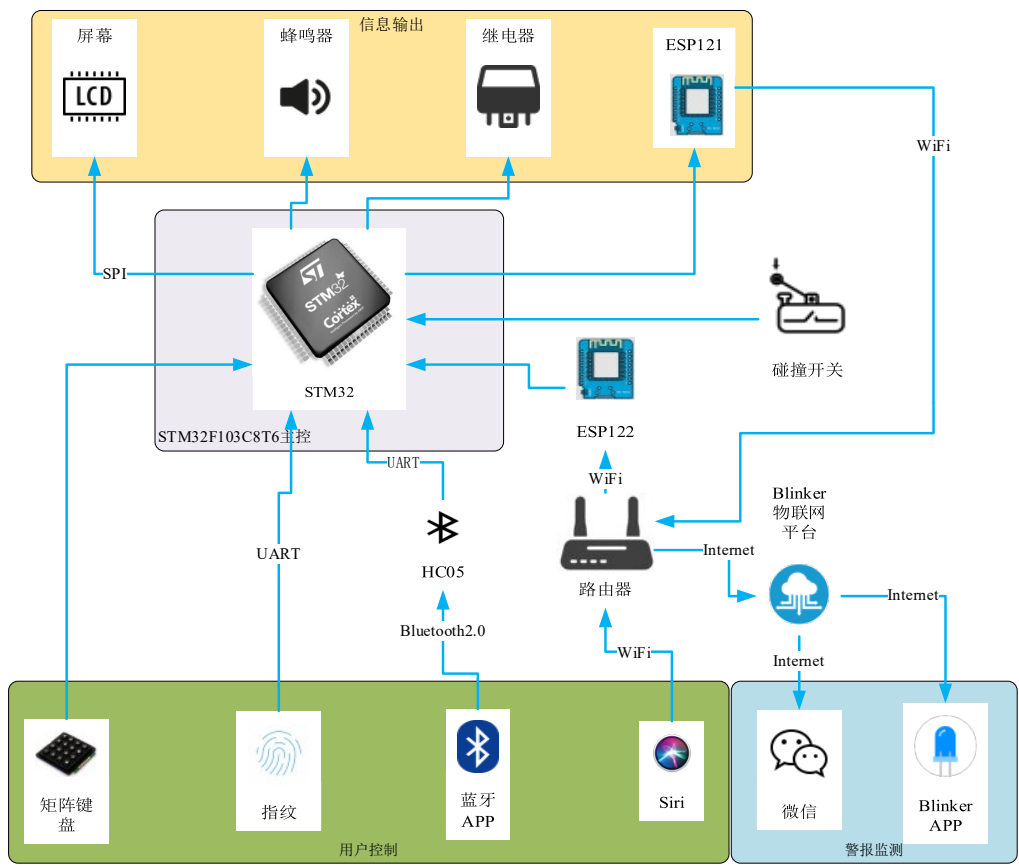 信息输出
屏幕
蜂鸣器
继电器
ESP121
LCD
WiFi
SPI
STM32
Cortex
STM32
碰撞开关
STM32F103C8T6主控
ESP122
UART
WiFi
Blinker
物联网
平台
UART
HC05
Internet
路由器
Internet
Bluetooth2.0
WiFi
Internet
矩阵键
盘
指纹
蓝牙
APP
Siri
微信
Blinker
APP
用户控制
警报监测